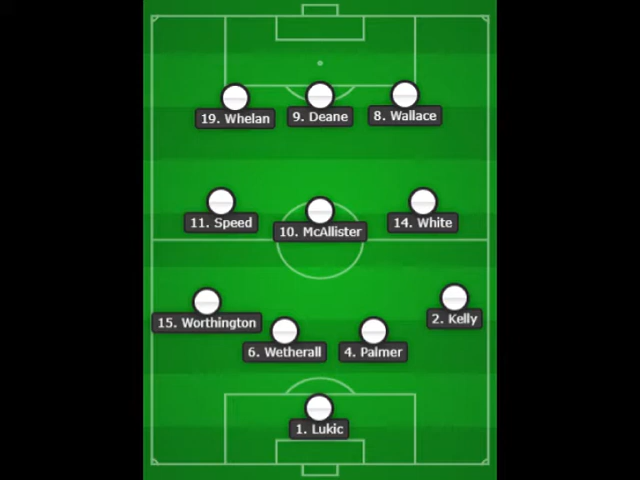 19. Whelan
9. Deane
8. Wallace
11. Speed
10. McAllister
14. White
15. Worthington
6. Wetherall
4. Palmer
2. Kelly
1. Lukic